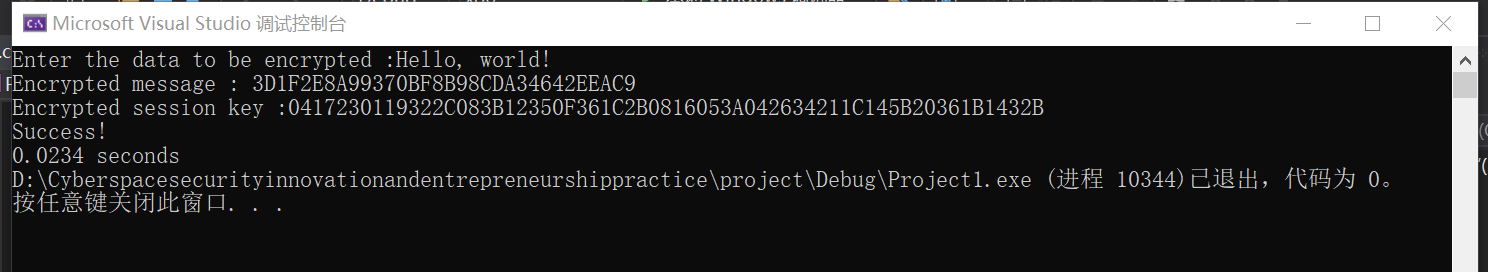 Microsoft Visual Studio 调试控制台
Enter the data to be encrypted :Hello, world!
Encrypted message : 3D1F2E8A99370BF8B98CDA34642EEAC9
Encrypted session key :0417230119322C083B12350F361C2B0816053A042634211C145B20361B1432B
Success!
0.0234 seconds
D:\Cyberspacesecurityinnovationandentrepreneurshippractice\project\Debug\Project1.exe (进程 10344)已退出，代码为 0。
按任意键关闭此窗口. . .